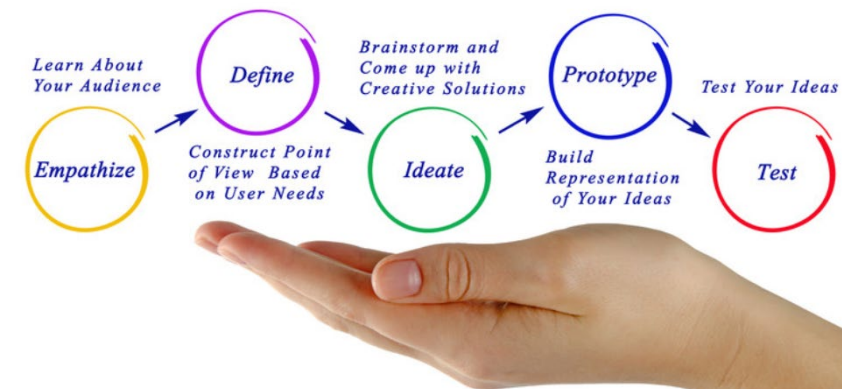 Learn About
Your Audience
Empathize
Define
Construct Point
of View Based
on User Needs
Brainstorm and
Come up with
Creative Solutions
Ideate
Prototype
Build
Representation
of Your Ideas
Test Your Ideas
Test